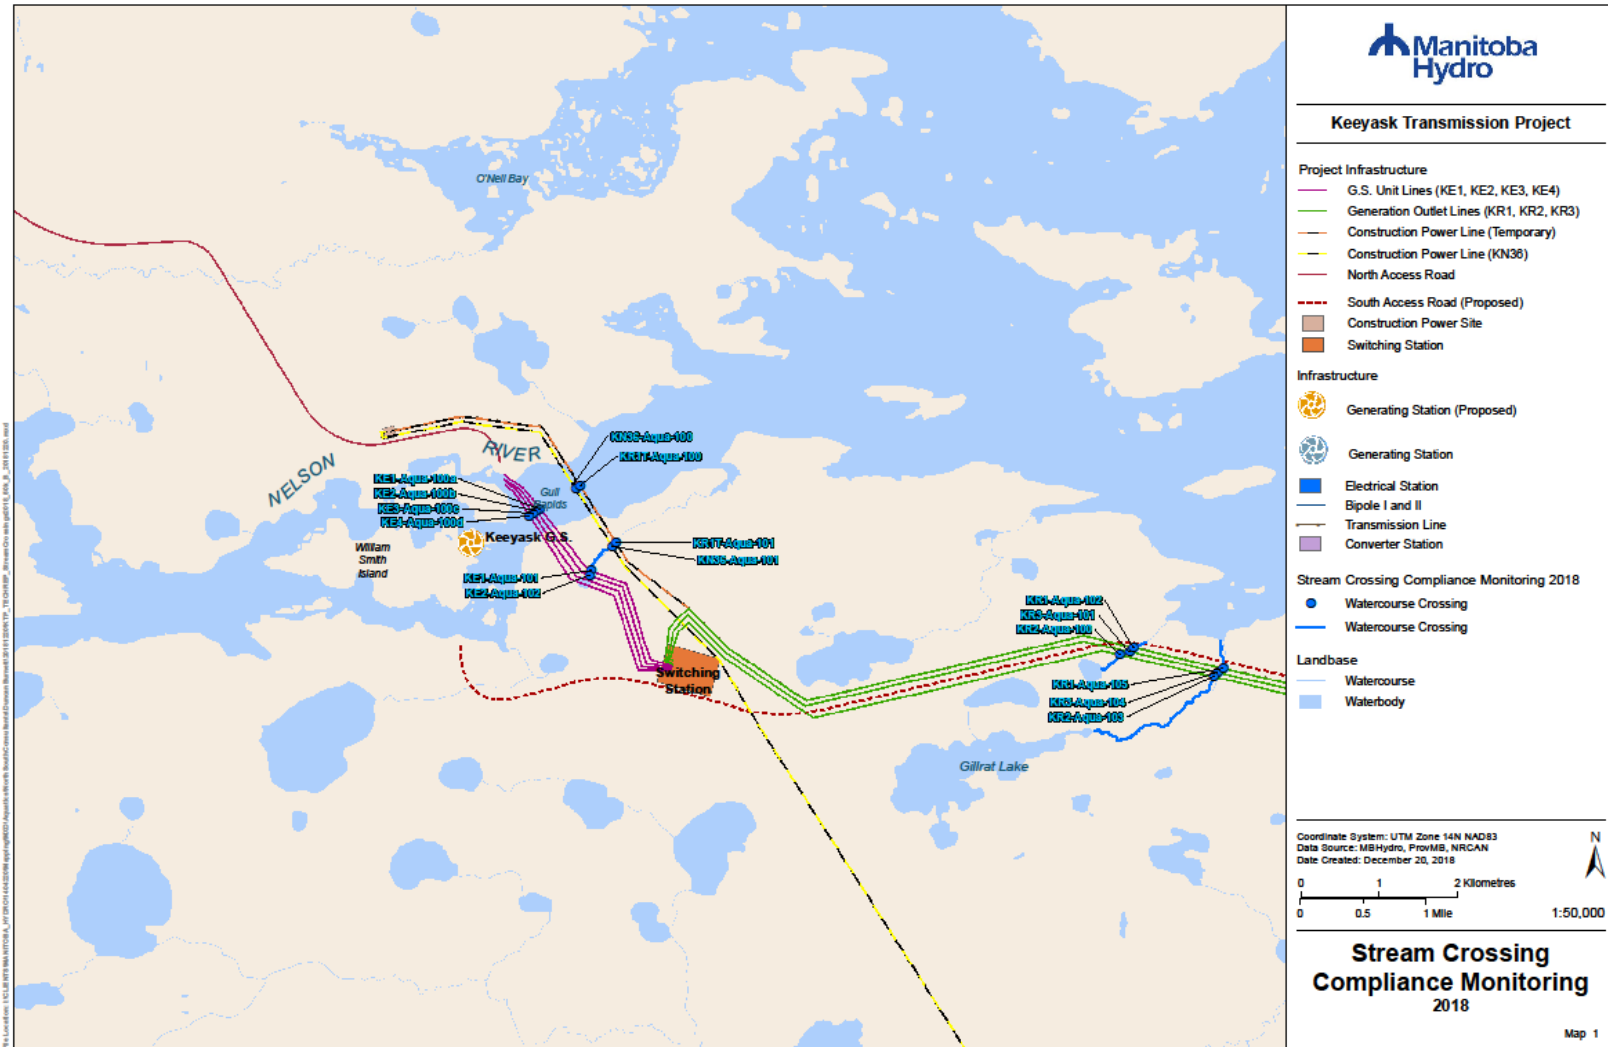 Manitoba
Hydro
Keeyask Transmission Project
Project Infrastructure
G.S. Unit Lines (KE1, KE2, KE3, KE4)
Generation Outlet Lines (KR1, KR2, KR3)
Construction Power Line (Temporary)
Construction Power Line (KN36)
North Access Road
South Access Road (Proposed)
Construction Power Site
Switching Station
Infrastructure
Generating Station (Proposed)
Generating Station
Electrical Station
Bipole I and II
Transmission Line
Converter Station
Stream Crossing Compliance Monitoring 2018
Watercourse Crossing
Watercourse Crossing
Landbase
Watercourse
Waterbody
Coordinate System: UTM Zone 14N NAD83
Data Source: MBHydro, ProvMB, NRCAN
Date Created: December 20, 2018
N
0 1 2 Kilometres
0 0.5 1 Mile
1:50,000
Stream Crossing
Compliance Monitoring
2018
Map 1
O'Neil Bay
NELSON
RIVER
KN36-Aqua-100
KR1T-Aqua-100
KE1-Aqua-100a
KE2-Aqua-100b
KE3-Aqua-100c
KE4-Aqua-100d
Gull
Rapids
Keeyask G.S.
William
Smith
Island
KR1T-Aqua-101
KN36-Aqua-101
KE1-Aqua-101
KE2-Aqua-102
KR1-Aqua-102
KR3-Aqua-101
KR2-Aqua-100
Switching
Station
KR1-Aqua-105
KR3-Aqua-104
KR2-Aqua-103
Gillrat Lake